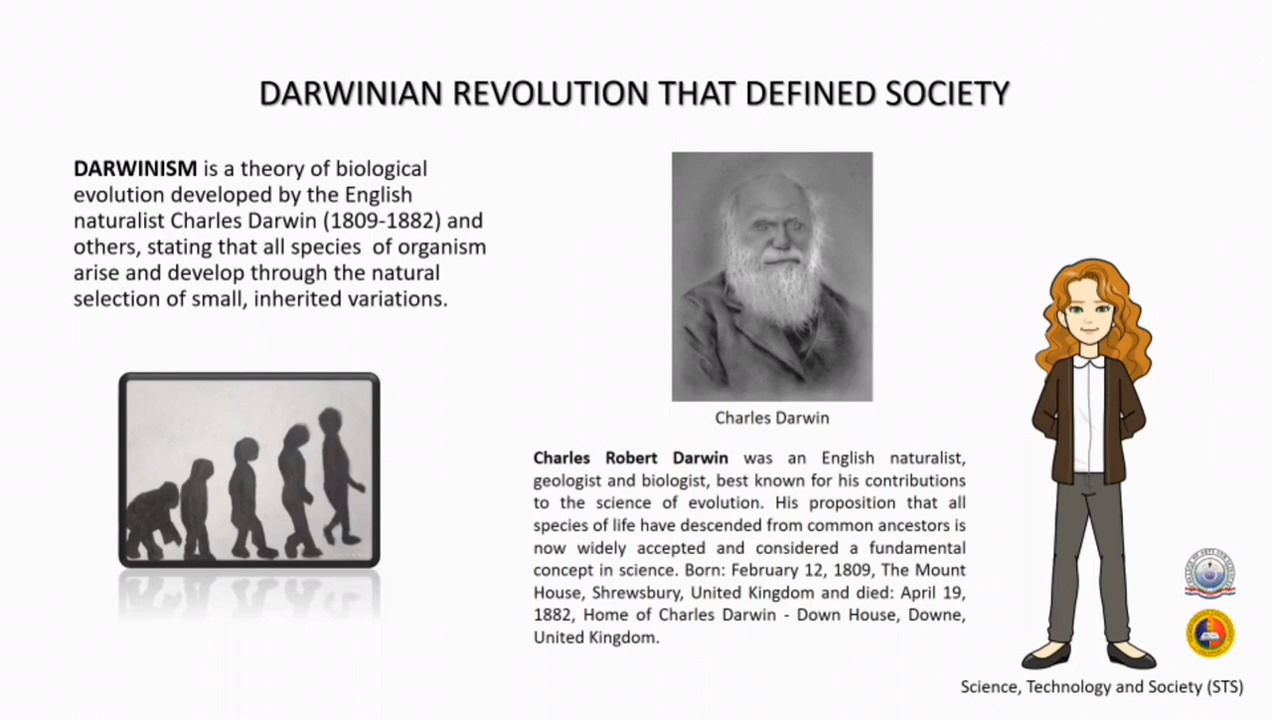 DARWINIAN REVOLUTION THAT DEFINED SOCIETY
DARWINISM is a theory of biological
evolution developed by the English
naturalist Charles Darwin (1809-1882) and
others, stating that all species of organism
arise and develop through the natural
selection of small, inherited variations.
Charles Darwin
Charles Robert Darwin was an English naturalist,
geologist and biologist, best known for his contributions
to the science of evolution. His proposition that all
species of life have descended from common ancestors is
now widely accepted and considered a fundamental
concept in science. Born: February 12, 1809, The Mount
House, Shrewsbury, United Kingdom and died: April 19,
1882, Home of Charles Darwin - Down House, Downe,
United Kingdom.
Science, Technology and Society (STS)